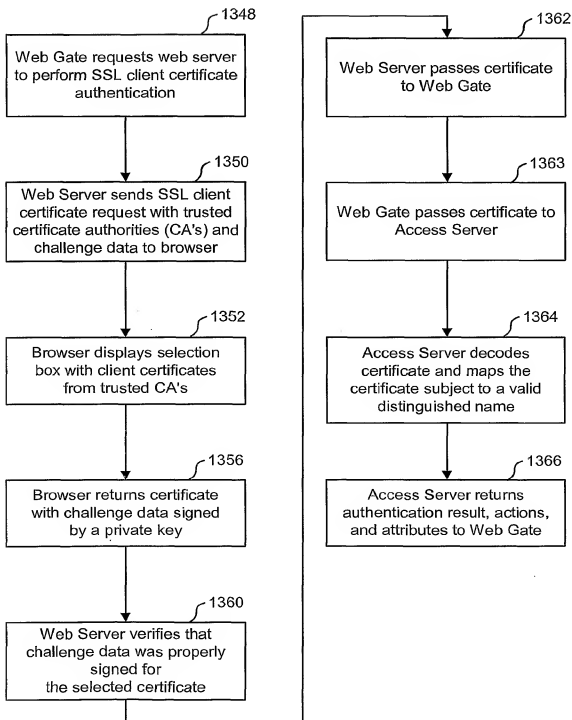 1348
Web Gate requests web server
to perform SSL client certificate
authentication
1350
Web Server sends SSL client
certificate request with trusted
certificate authorities (CA's) and
challenge data to browser
1352
Browser displays selection
box with client certificates
from trusted CA's
1356
Browser returns certificate
with challenge data signed
by a private key
1360
Web Server verifies that
challenge data was properly
signed for
the selected certificate
1362
Web Server passes certificate
to Web Gate
1363
Web Gate passes certificate to
Access Server
1364
Access Server decodes
certificate and maps the
certificate subject to a valid
distinguished name
1366
Access Server returns
authentication result, actions,
and attributes to Web Gate